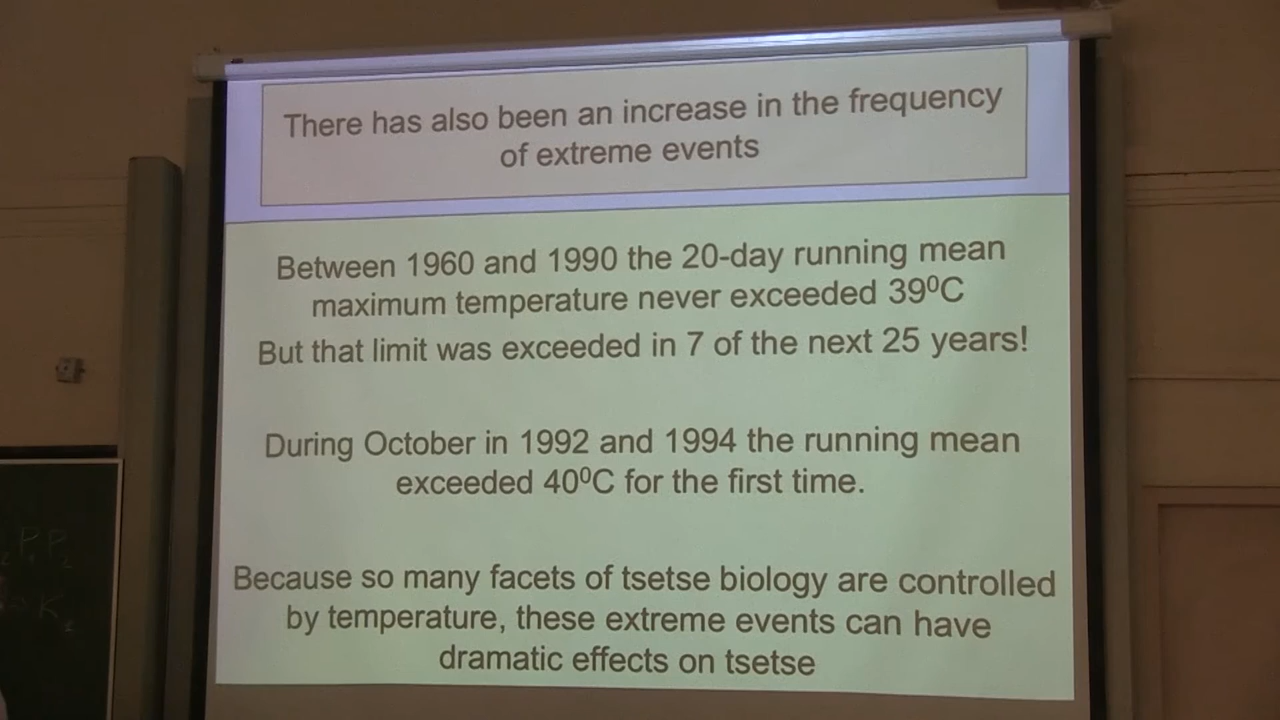 There has also been an increase in the frequency
of extreme events
Between 1960 and 1990 the 20-day running mean
maximum temperature never exceeded 39⁰C
But that limit was exceeded in 7 of the next 25 years!
During October in 1992 and 1994 the running mean
exceeded 40⁰C for the first time.
Because so many facets of tsetse biology are controlled
by temperature, these extreme events can have
dramatic effects on tsetse